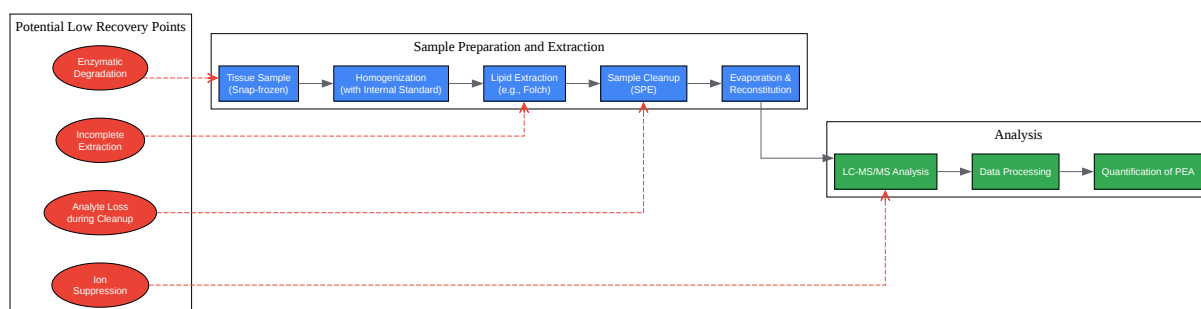 Potential Low Recovery Points
Enzymatic
Degradation
Incomplete
Extraction
Analyte Loss
during Cleanup
Ion
Suppression
Sample Preparation and Extraction
Tissue Sample
(Snap-frozen)
Homogenization
(with Internal Standard)
Lipid Extraction
(e.g., Folch)
Sample Cleanup
(SPE)
Evaporation &
Reconstitution
Analysis
LC-MS/MS Analysis
Data Processing
Quantification of PEA